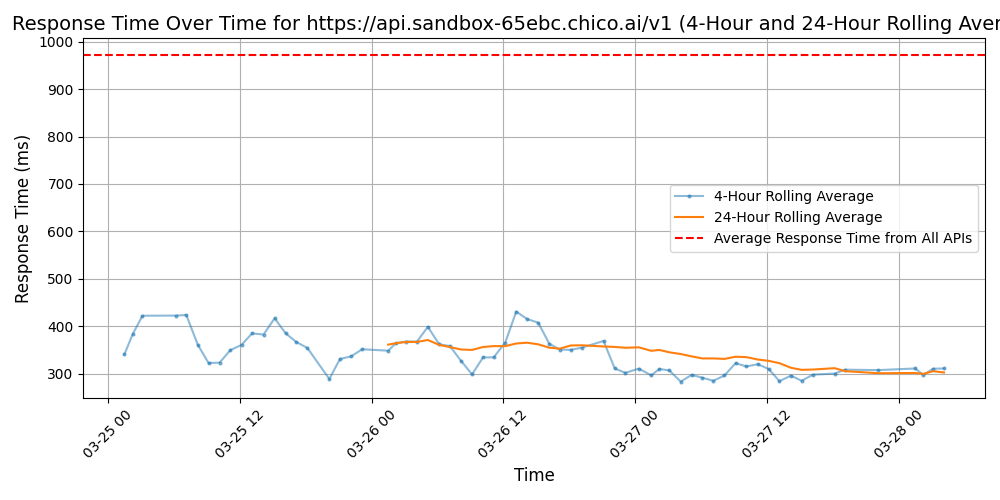 Response Time Over Time for https://api.sandbox-65ebc.chico.ai/v1 (4-Hour and 24-Hour Rolling Aver
Response Time (ms)
1000
900
800
700
600
500
400
300
4-Hour Rolling Average
24-Hour Rolling Average
Average Response Time from All APIs
03-25 00
03-25 12
03-26 00
03-26 12
03-27 00
03-27 12
03-28 00
Time